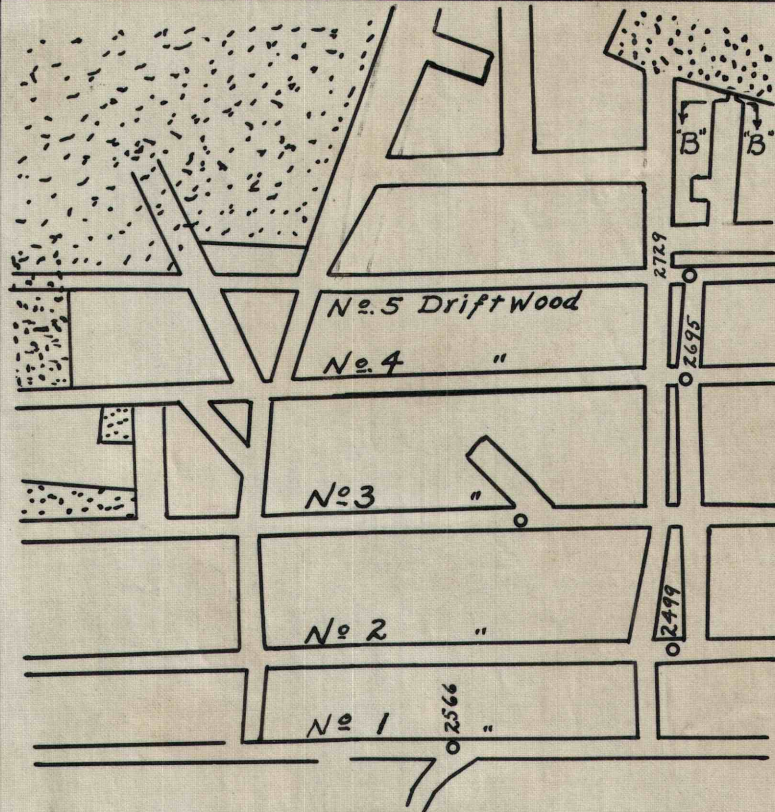 "B" "B"
2729
No. 5 Driftwood
2695
No. 4 "
No 3 "
2499
No 2 "
2566
No 1 "